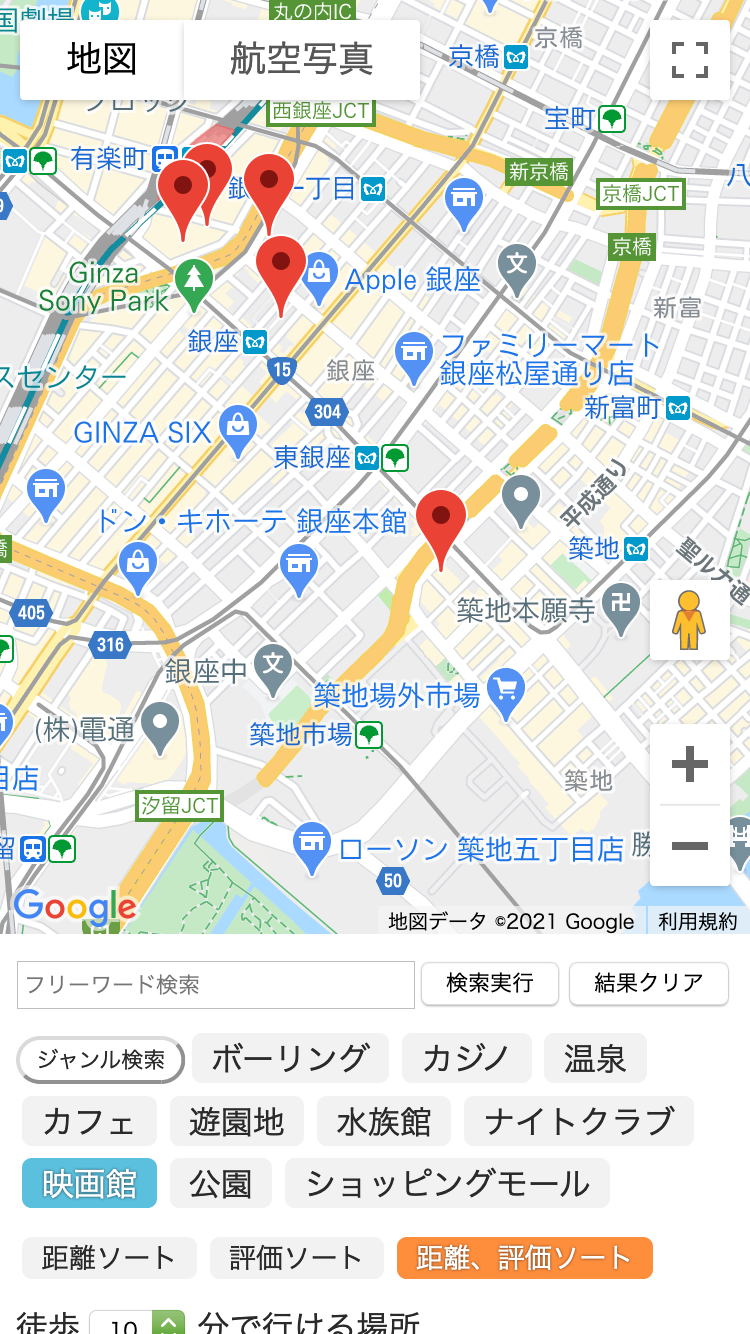 丸の内IC
国劇場
地図
航空写真
京橋
京橋
ブロッ
西銀座JCT
宝町
有楽町
銀
一丁目
新京橋
八
京橋JCT
京橋
Ginza
Sony Park
Apple 銀座
文
新富
銀座
15
銀座
ファミリーマート
銀座松屋通り店
スセンター
304
新富町
GINZA SIX
東銀座
平成通り
ドン・キホーテ 銀座本館
橋
築地
聖ルカ通
405
316
築地本願寺
卍
銀座中
文
築地場外市場
(株)電通
築地市場
目店
築地
汐留JCT
留
ローソン 築地五丁目店
勝
50
Google
地図データ ©2021 Google
利用規約
フリーワード検索
検索実行
結果クリア
ジャンル検索
ボーリング
カジノ
温泉
カフェ
遊園地
水族館
ナイトクラブ
映画館
公園
ショッピングモール
距離ソート
評価ソート
距離、評価ソート
徒歩 10 分で行ける場所